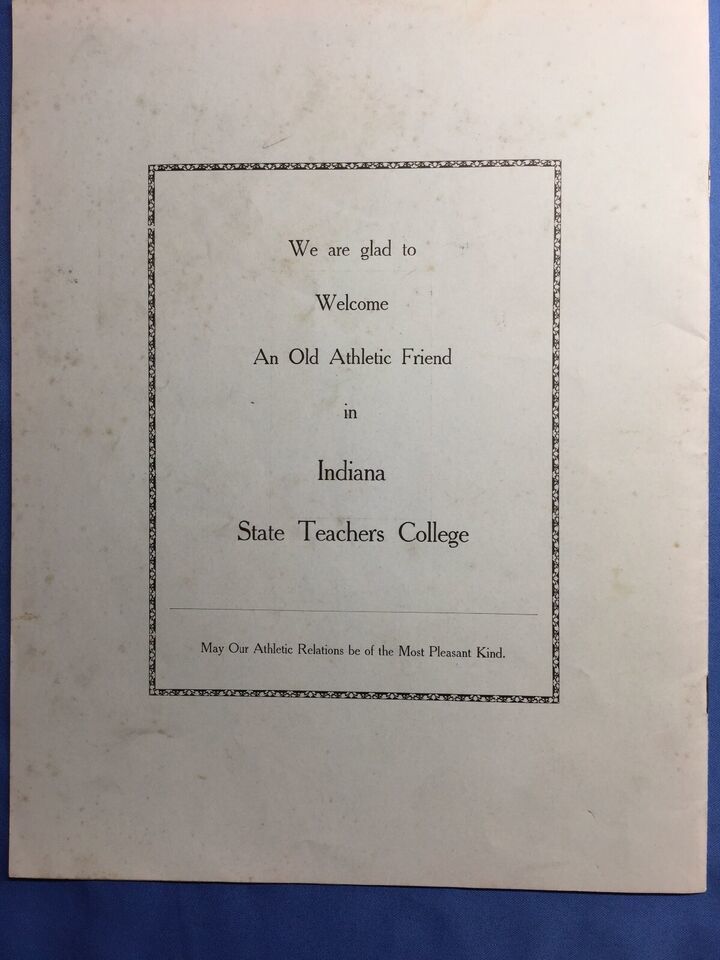 We are glad to
Welcome
An Old Athletic Friend
in
Indiana
State Teachers College
May Our Athletic Relations be of the Most Pleasant Kind.